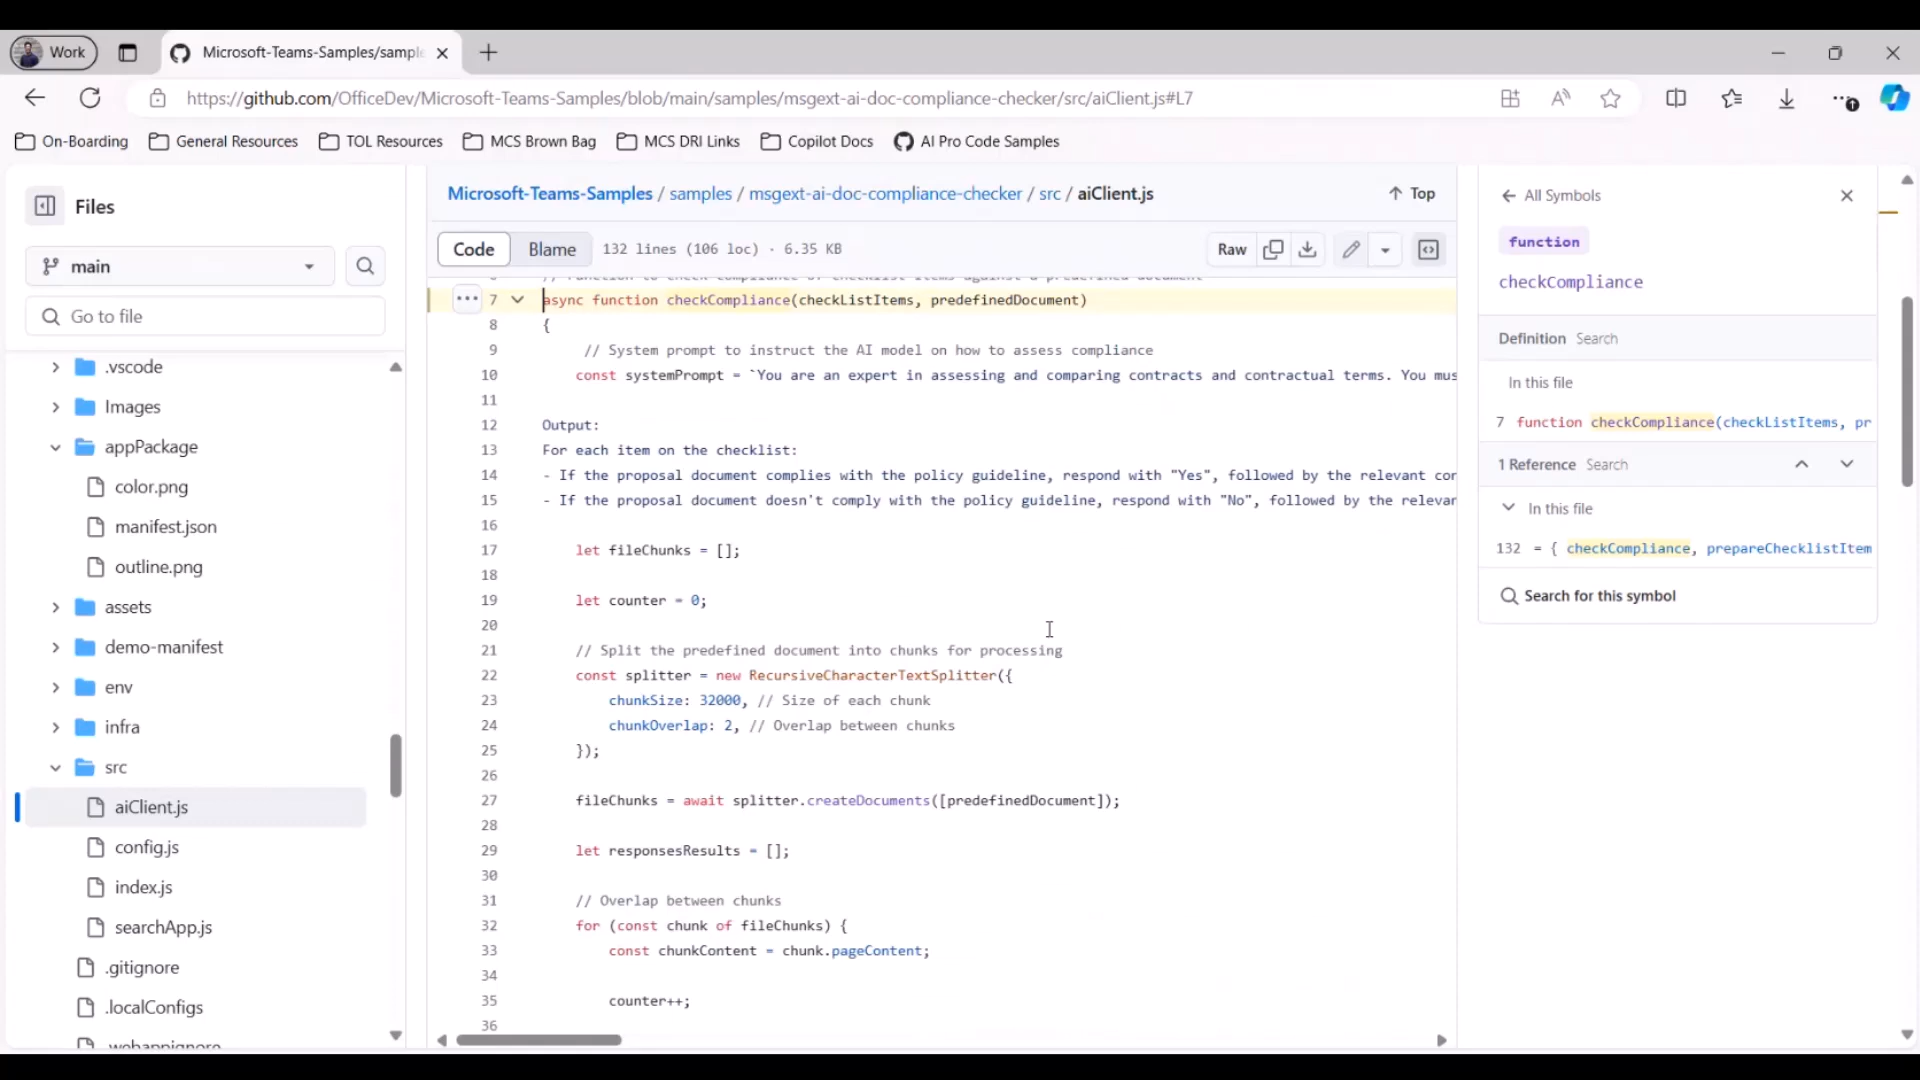 Work
Microsoft-Teams-Samples/sample
https://github.com/OfficeDev/Microsoft-Teams-Samples/blob/main/samples/msgext-ai-doc-compliance-checker/src/aiClient.js#L7
On-Boarding General Resources TOL Resources MCS Brown Bag MCS DRI Links Copilot Docs AI Pro Code Samples
Files
main
Go to file
.vscode
Images
appPackage
color.png
manifest.json
outline.png
assets
demo-manifest
env
infra
src
aiClient.js
config.js
index.js
searchApp.js
.gitignore
.localConfigs
.webappignore
Microsoft-Teams-Samples / samples / msgext-ai-doc-compliance-checker / src / aiClient.js
Top
Code Blame 132 lines (106 loc) · 6.35 KB
Raw
// Function to check compliance of checklist items against a predefined document
7 async function checkCompliance(checkListItems, predefinedDocument)
8 {
9 // System prompt to instruct the AI model on how to assess compliance
10 const systemPrompt = `You are an expert in assessing and comparing contracts and contractual terms. You mus
11
12 Output:
13 For each item on the checklist:
14 - If the proposal document complies with the policy guideline, respond with "Yes", followed by the relevant con
15 - If the proposal document doesn't comply with the policy guideline, respond with "No", followed by the relevan
16
17 let fileChunks = [];
18
19 let counter = 0;
20
21 // Split the predefined document into chunks for processing
22 const splitter = new RecursiveCharacterTextSplitter({
23 chunkSize: 32000, // Size of each chunk
24 chunkOverlap: 2, // Overlap between chunks
25 });
26
27 fileChunks = await splitter.createDocuments([predefinedDocument]);
28
29 let responsesResults = [];
30
31 // Overlap between chunks
32 for (const chunk of fileChunks) {
33 const chunkContent = chunk.pageContent;
34
35 counter++;
36
All Symbols
function
checkCompliance
Definition Search
In this file
7 function checkCompliance(checkListItems, pr
1 Reference Search
In this file
132 = { checkCompliance, prepareChecklistItem
Search for this symbol